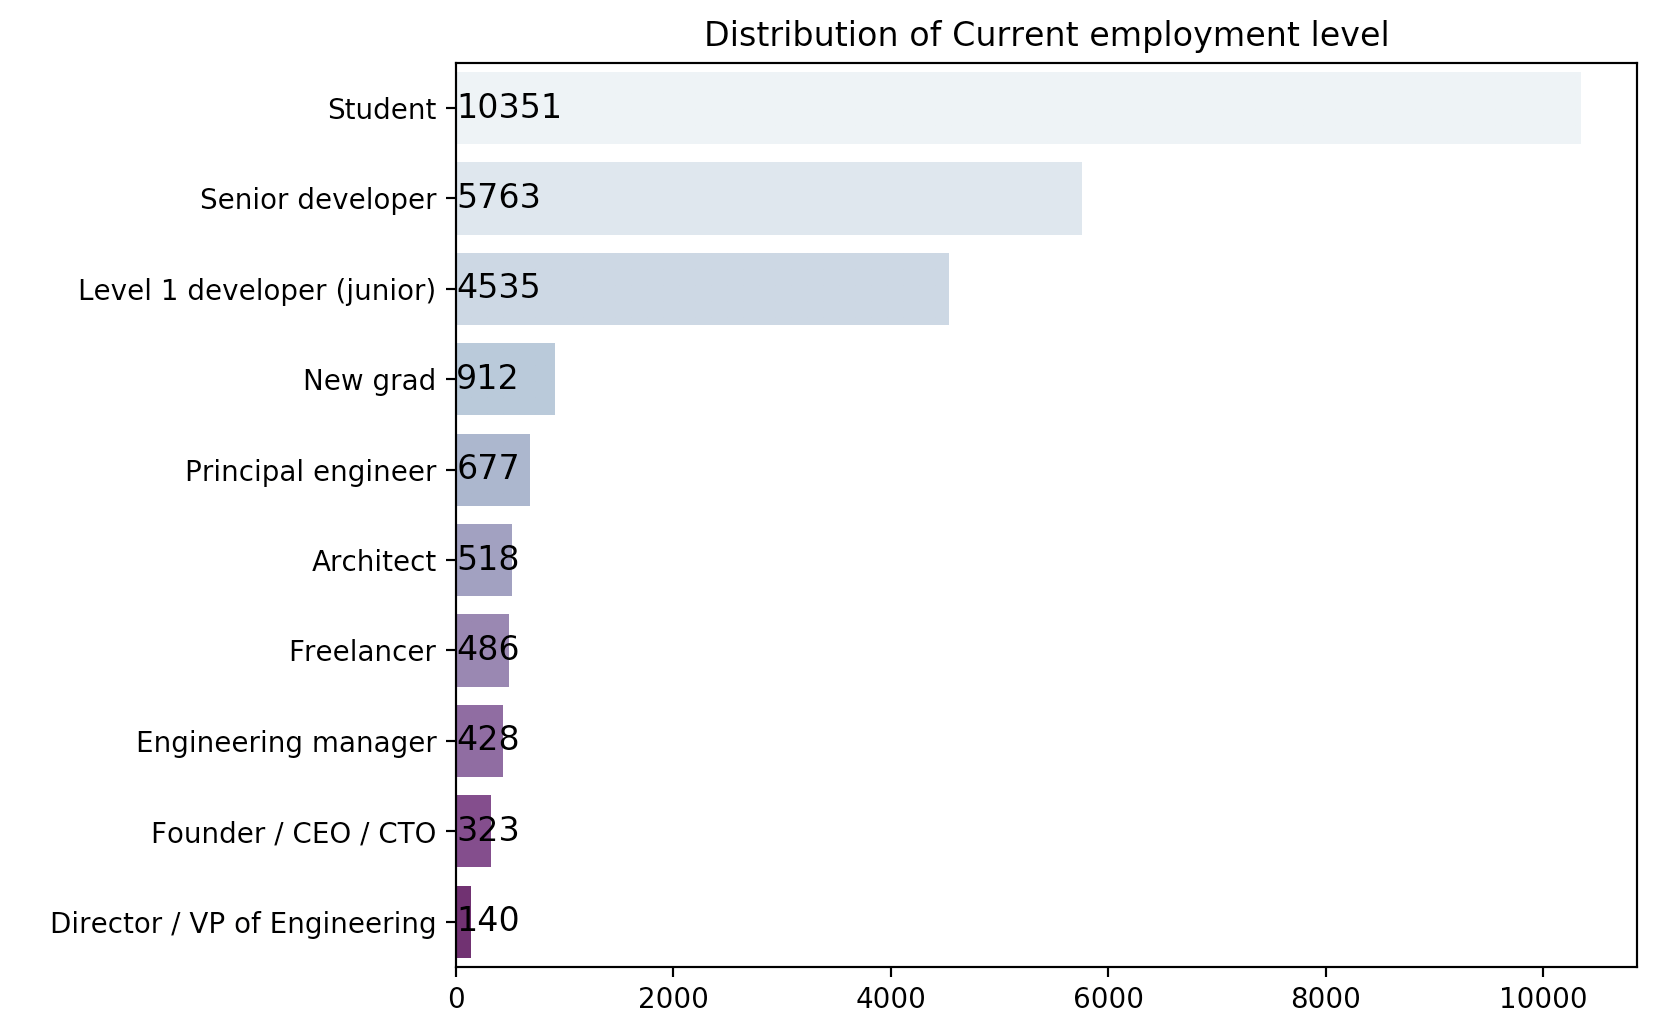 Distribution of Current employment level
Student 10351
Senior developer 5763
Level 1 developer (junior) 4535
New grad 912
Principal engineer 677
Architect 518
Freelancer 486
Engineering manager 428
Founder / CEO / CTO 323
Director / VP of Engineering 140
0 2000 4000 6000 8000 10000